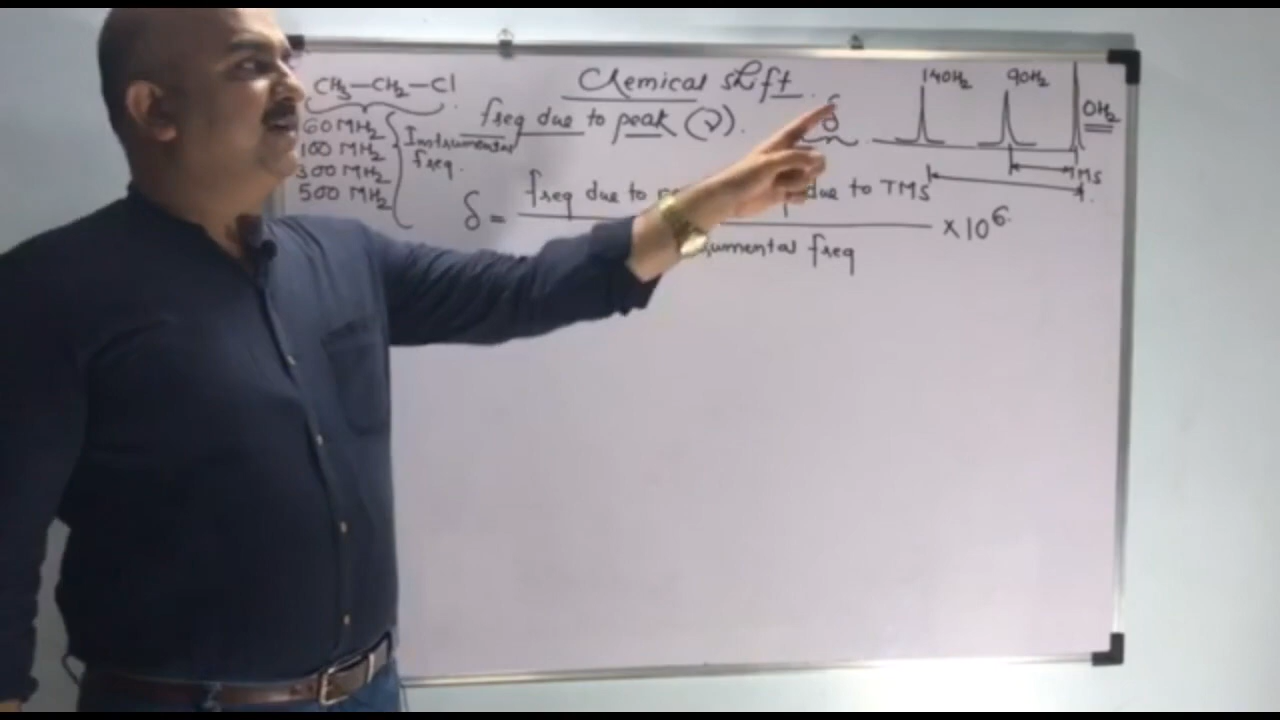 CH₃—CH₂—Cl
Chemical shift.
140Hz
90Hz
0Hz
60 MHz
100 MHz
300 MHz
500 MHz
Instrumental
freq.
freq due to peak (ν).
δ
TMS
δ = freq due to due to TMS × 10⁶
freq